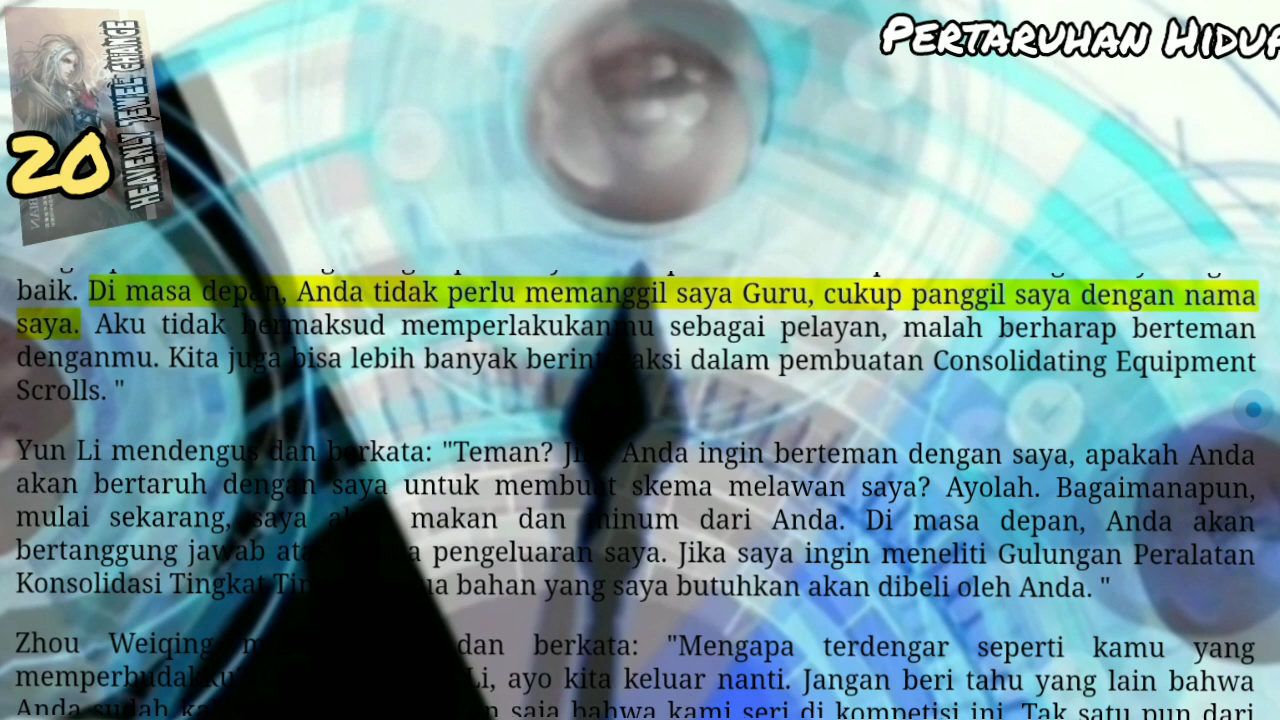 PERTARUHAN HIDUP
20
HEAVENLY JEWEL CHANGE
baik. Di masa depan, Anda tidak perlu memanggil saya Guru, cukup panggil saya dengan nama
saya. Aku tidak bermaksud memperlakukanmu sebagai pelayan, malah berharap berteman
denganmu. Kita juga bisa lebih banyak berinteraksi dalam pembuatan Consolidating Equipment
Scrolls. "
Yun Li mendengus dan berkata: "Teman? Jika Anda ingin berteman dengan saya, apakah Anda
akan bertaruh dengan saya untuk membuat skema melawan saya? Ayolah. Bagaimanapun,
mulai sekarang, saya akan makan dan minum dari Anda. Di masa depan, Anda akan
bertanggung jawab pengeluaran saya. Jika saya ingin meneliti Gulungan Peralatan
Konsolidasi Tingkat bahan yang saya butuhkan akan dibeli oleh Anda. "
Zhou Weiqing dan berkata: "Mengapa terdengar seperti kamu yang
memperbudakku Li, ayo kita keluar nanti. Jangan beri tahu yang lain bahwa
Anda sudah saja bahwa kami seri di kompetisi ini. Tak satu pun dari